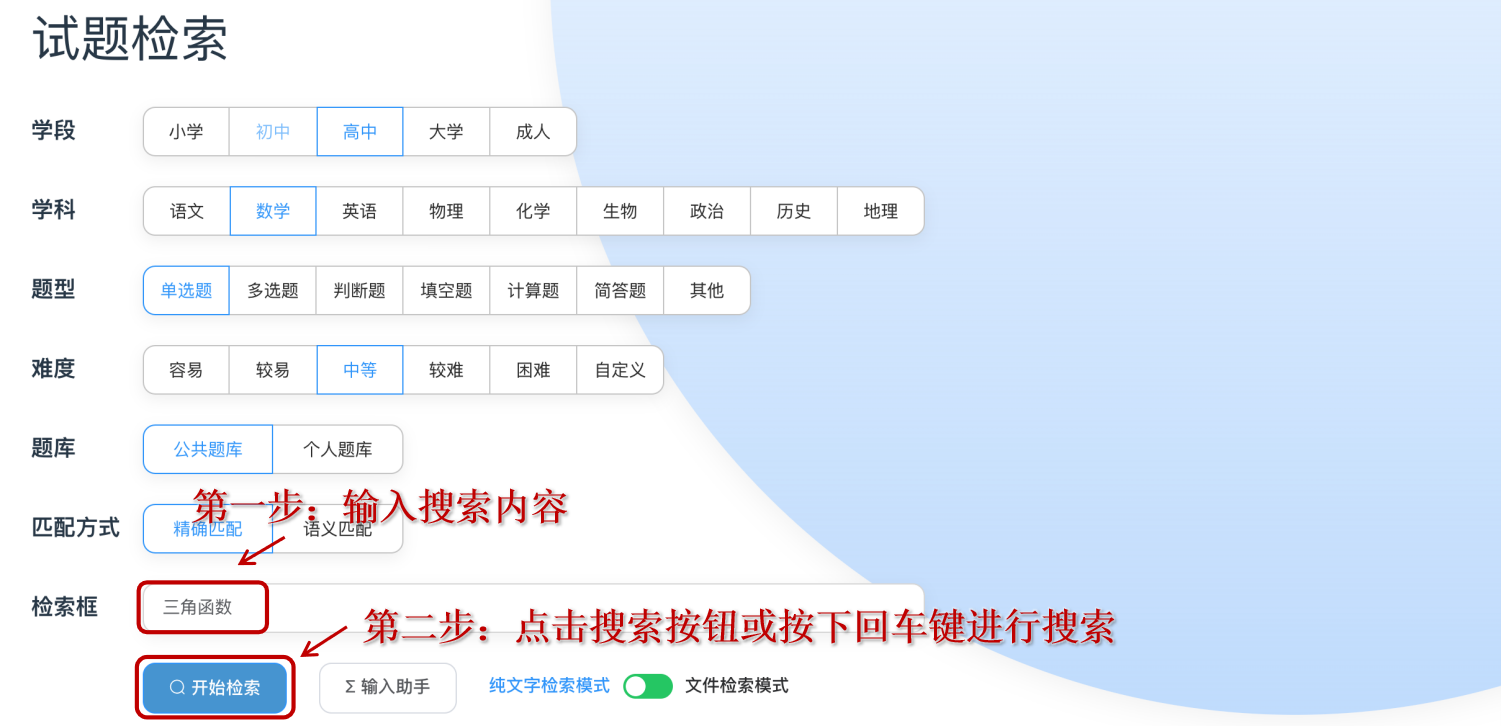 试题检索
学段 小学 初中 高中 大学 成人
学科 语文 数学 英语 物理 化学 生物 政治 历史 地理
题型 单选题 多选题 判断题 填空题 计算题 简答题 其他
难度 容易 较易 中等 较难 困难 自定义
题库 公共题库 个人题库
第一步：输入搜索内容
匹配方式 精确匹配 语义匹配
检索框 三角函数
第二步：点击搜索按钮或按下回车键进行搜索
开始检索 Σ 输入助手 纯文字检索模式 文件检索模式